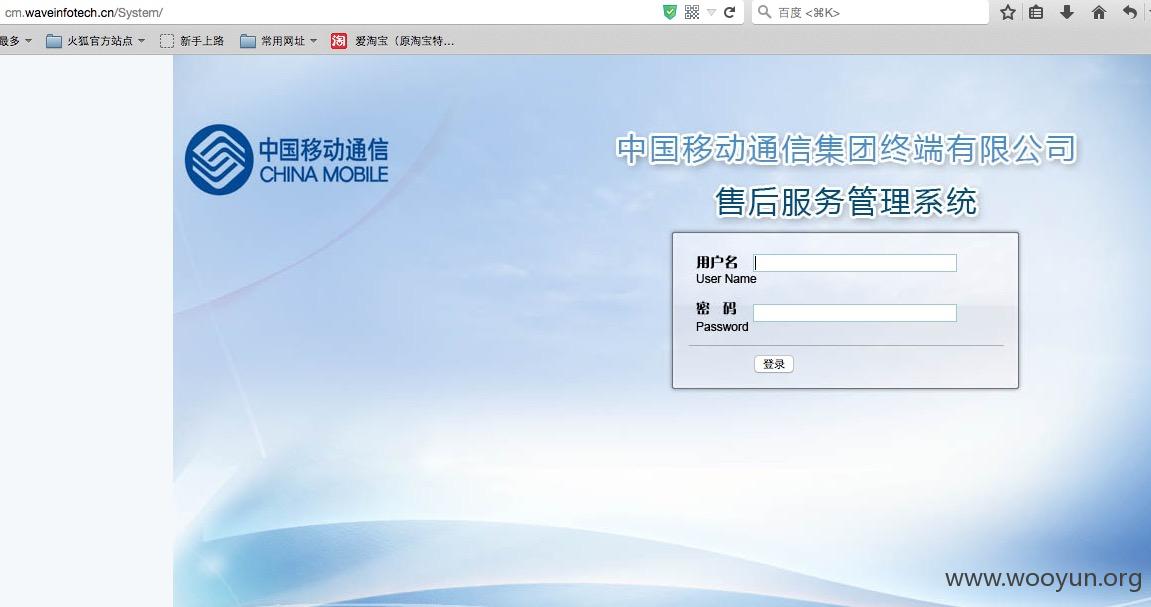 cm.waveinfotech.cn/System/
百度 <⌘K>
最多
火狐官方站点
新手上路
常用网址
淘
爱淘宝（原淘宝特...
中国移动通信
CHINA MOBILE
中国移动通信集团终端有限公司
售后服务管理系统
用户名
User Name
密 码
Password
登录
www.wooyun.org